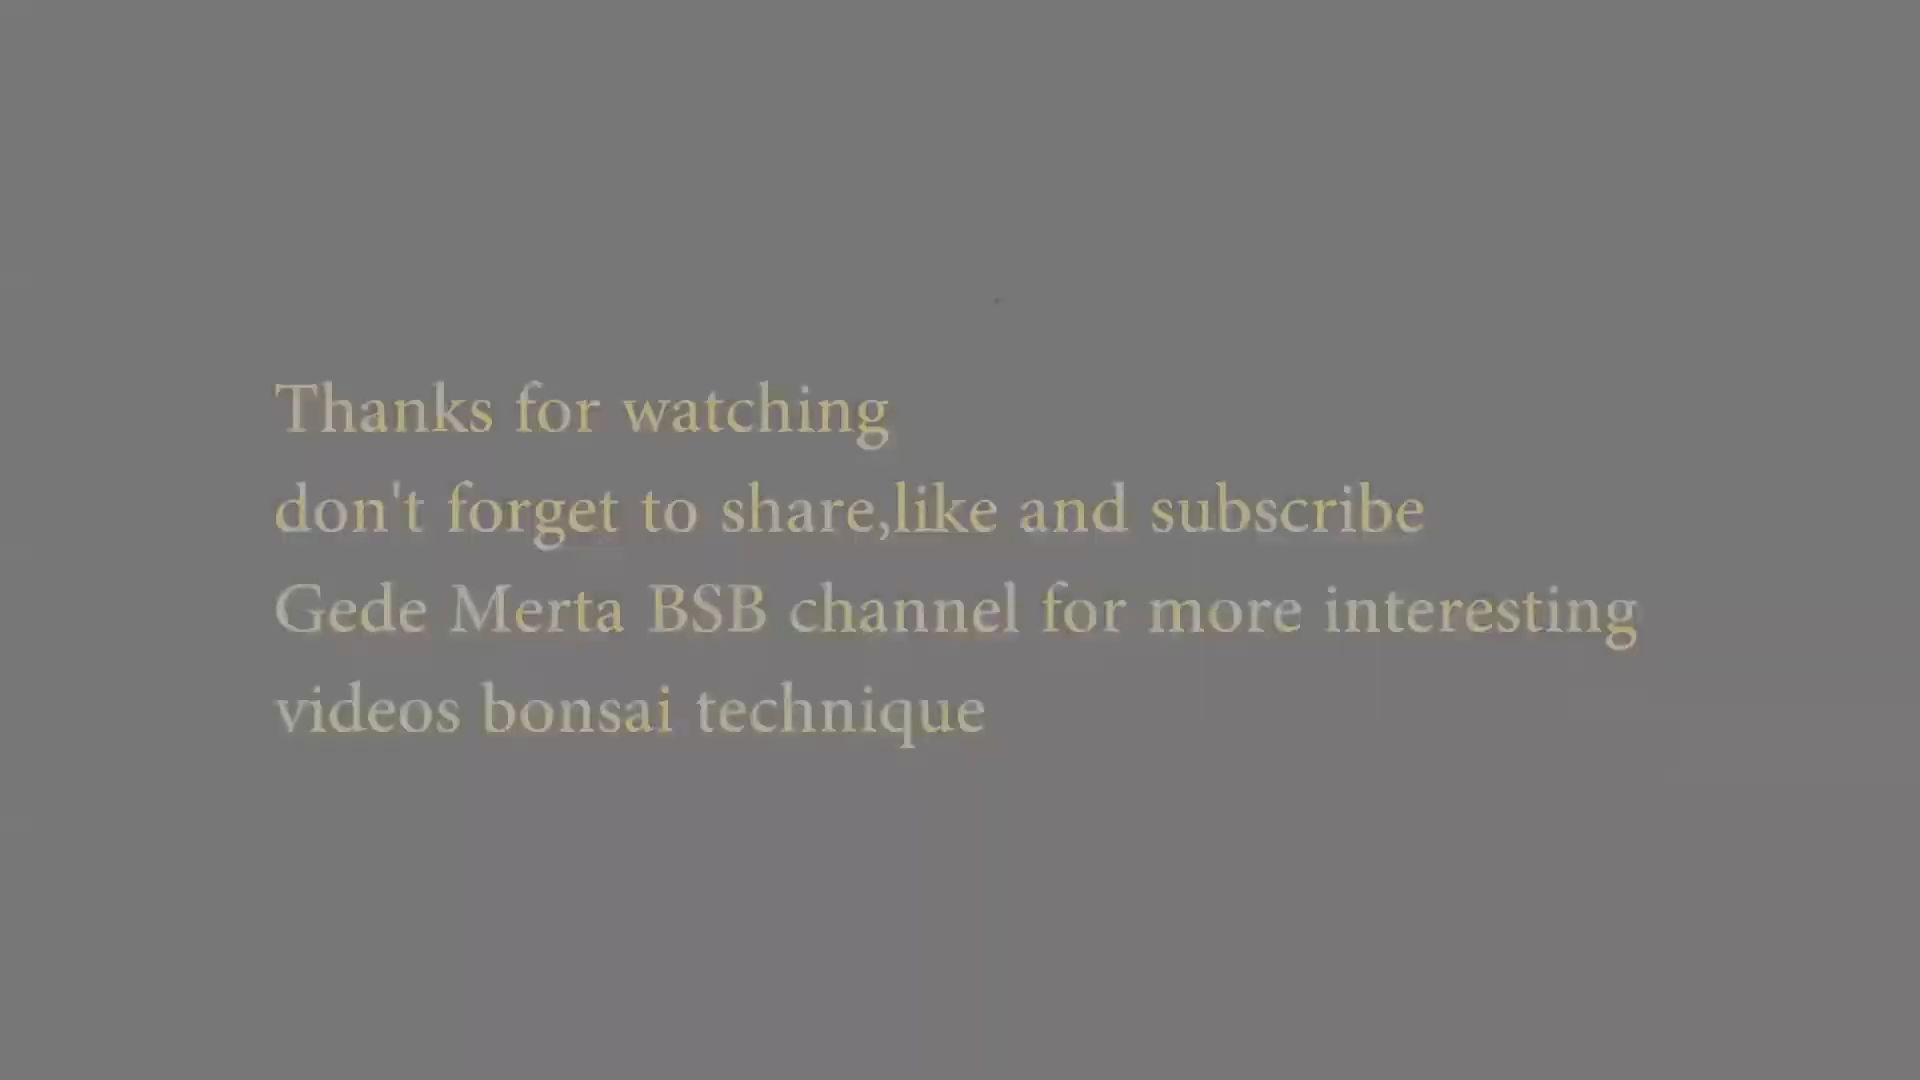 Thanks for watching
don't forget to share,like and subscribe
Gede Merta BSB channel for more interesting
videos bonsai technique